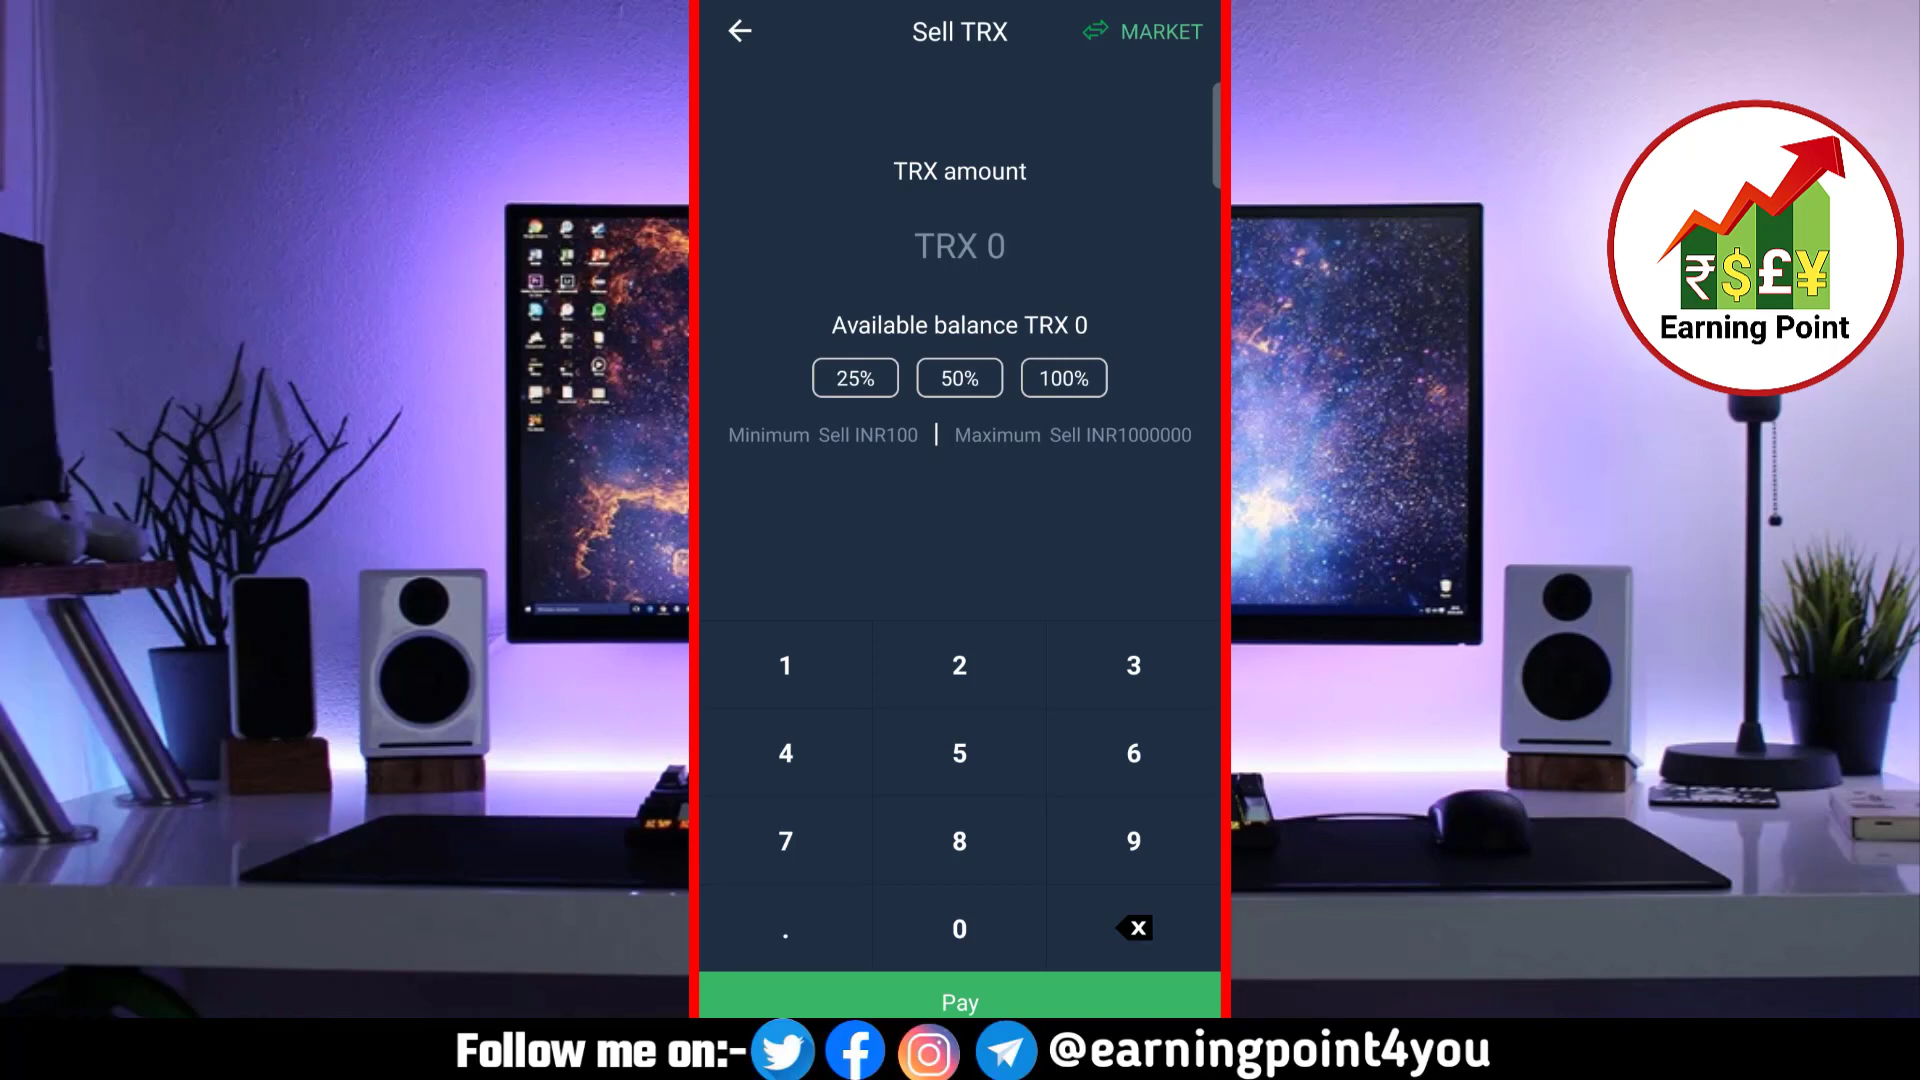 Sell TRX
MARKET
TRX amount
TRX 0
Available balance TRX 0
25% 50% 100%
Minimum Sell INR100 | Maximum Sell INR1000000
1 2 3
4 5 6
7 8 9
. 0 x
Pay
₹$£¥
Earning Point
Follow me on:- @earningpoint4you